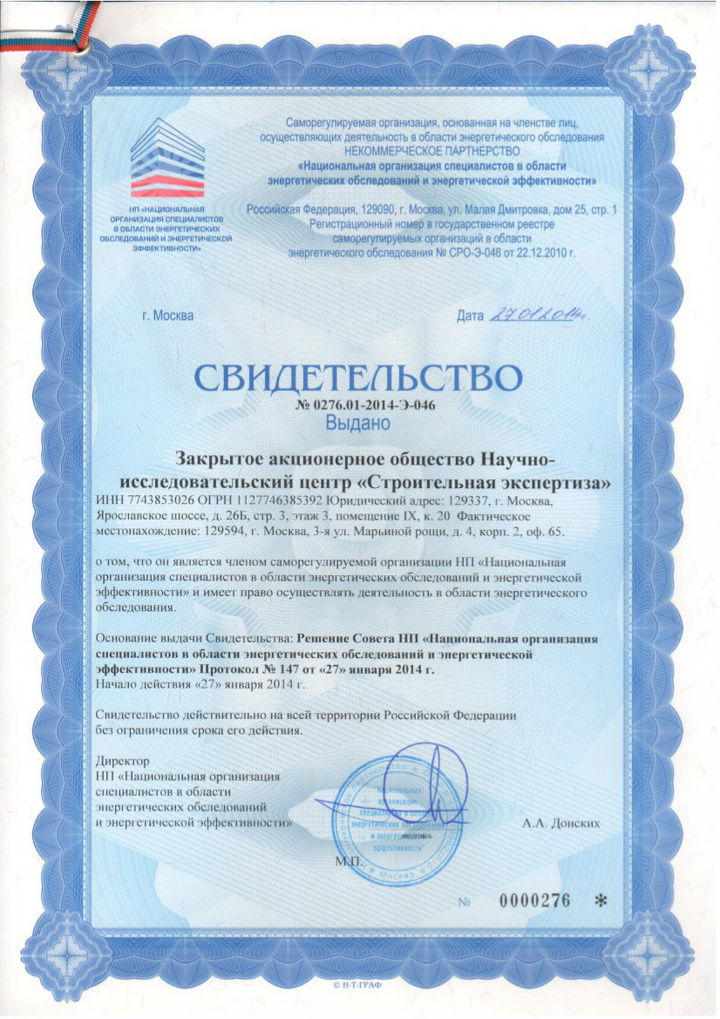 Саморегулируемая организация, основанная на членстве лиц,
осуществляющих деятельность в области энергетического обследования
НЕКОММЕРЧЕСКОЕ ПАРТНЕРСТВО
«Национальная организация специалистов в области
энергетических обследований и энергетической эффективности»
НП «НАЦИОНАЛЬНАЯ
ОРГАНИЗАЦИЯ СПЕЦИАЛИСТОВ
В ОБЛАСТИ ЭНЕРГЕТИЧЕСКИХ
ОБСЛЕДОВАНИЙ И ЭНЕРГЕТИЧЕСКОЙ
ЭФФЕКТИВНОСТИ»
Российская Федерация, 129090, г. Москва, ул. Малая Дмитровка, дом 25, стр. 1
Регистрационный номер в государственном реестре
саморегулируемых организаций в области
энергетического обследования № СРО-Э-046 от 22.12.2010 г.
г. Москва
Дата 27.01.2014г.
СВИДЕТЕЛЬСТВО
№ 0276.01-2014-Э-046
Выдано
Закрытое акционерное общество Научно-
исследовательский центр «Строительная экспертиза»
ИНН 7743853026 ОГРН 1127746385392 Юридический адрес: 129337, г. Москва,
Ярославское шоссе, д. 26Б, стр. 3, этаж 3, помещение IX, к. 20 Фактическое
местонахождение: 129594, г. Москва, 3-я ул. Марьиной рощи, д. 4, корп. 2, оф. 65.
о том, что он является членом саморегулируемой организации НП «Национальная
организация специалистов в области энергетических обследований и энергетической
эффективности» и имеет право осуществлять деятельность в области энергетического
обследования.
Основание выдачи Свидетельства: Решение Совета НП «Национальная организация
специалистов в области энергетических обследований и энергетической
эффективности» Протокол № 147 от «27» января 2014 г.
Начало действия «27» января 2014 г.
Свидетельство действительно на всей территории Российской Федерации
без ограничения срока его действия.
Директор
НП «Национальная организация
специалистов в области
энергетических обследований
и энергетической эффективности»
Национальная
организация
энергетических обследований
и энергетической
эффективности"
Москва
подпись
А.А. Донских
М.П.
№ 0000276 *
© Н-Т-ГРАФ